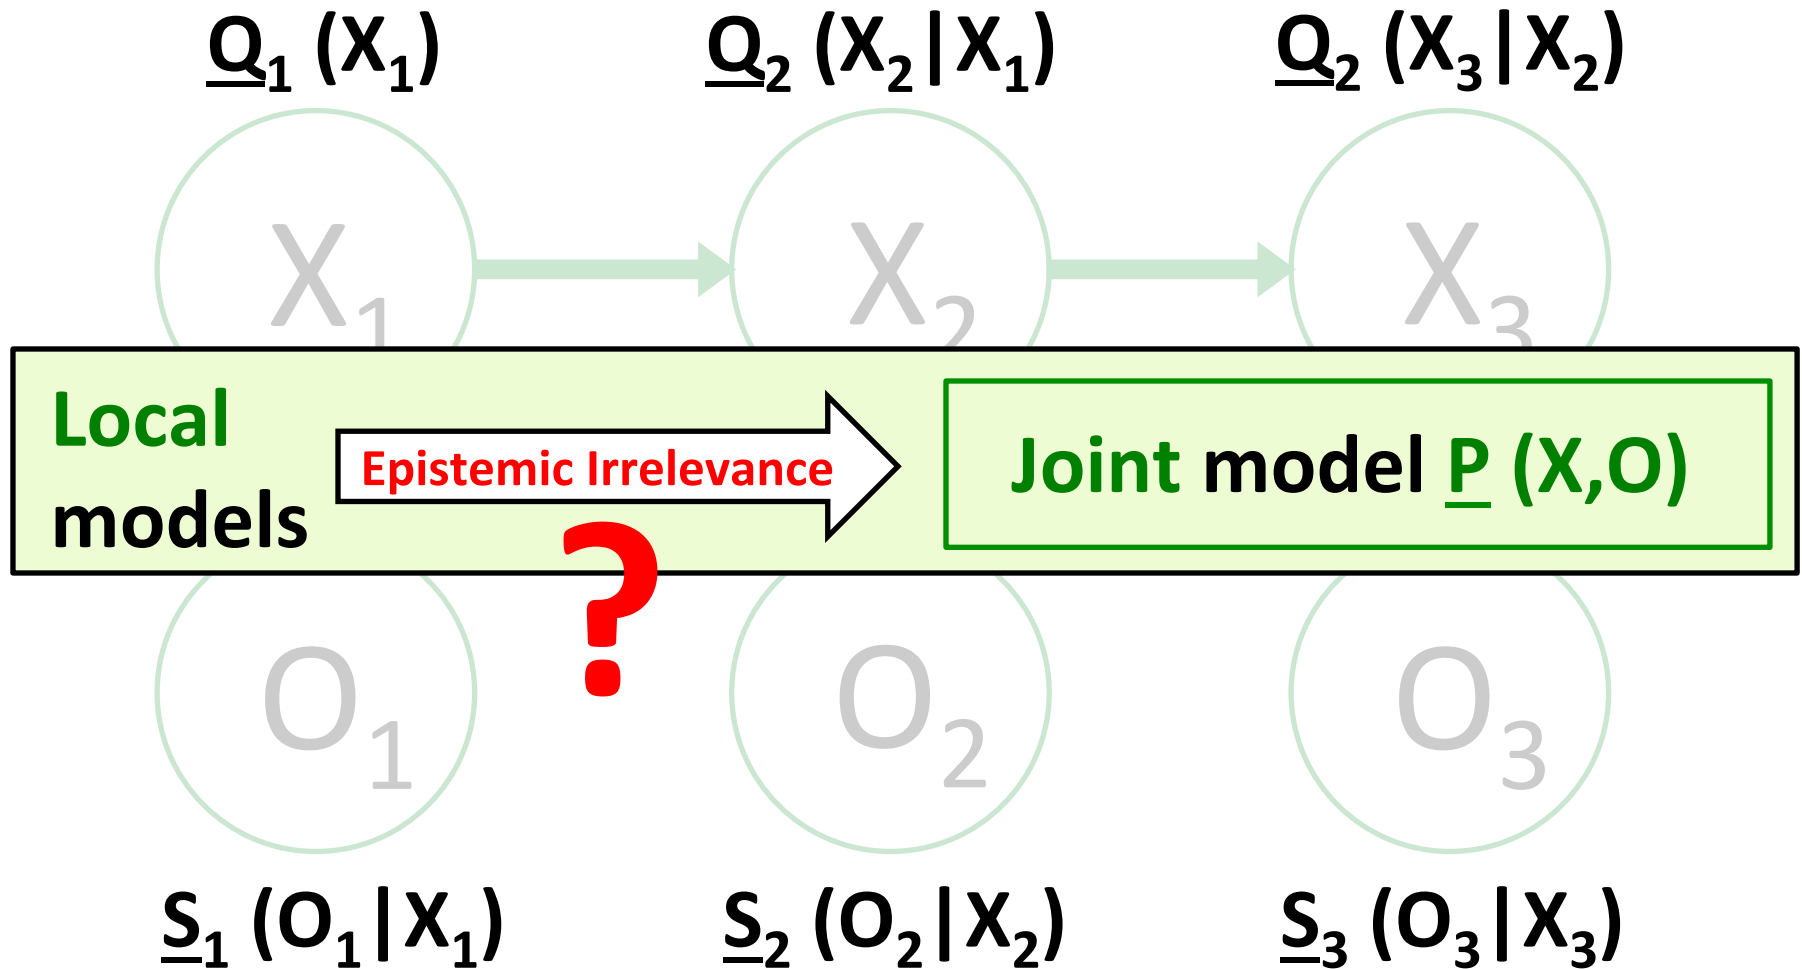 Q₁ (X₁) Q₂ (X₂|X₁) Q₂ (X₃|X₂)
X₁ X₂ X₃
Local models
Epistemic Irrelevance
Joint model P (X,O)
?
O₁ O₂ O₃
S₁ (O₁|X₁) S₂ (O₂|X₂) S₃ (O₃|X₃)